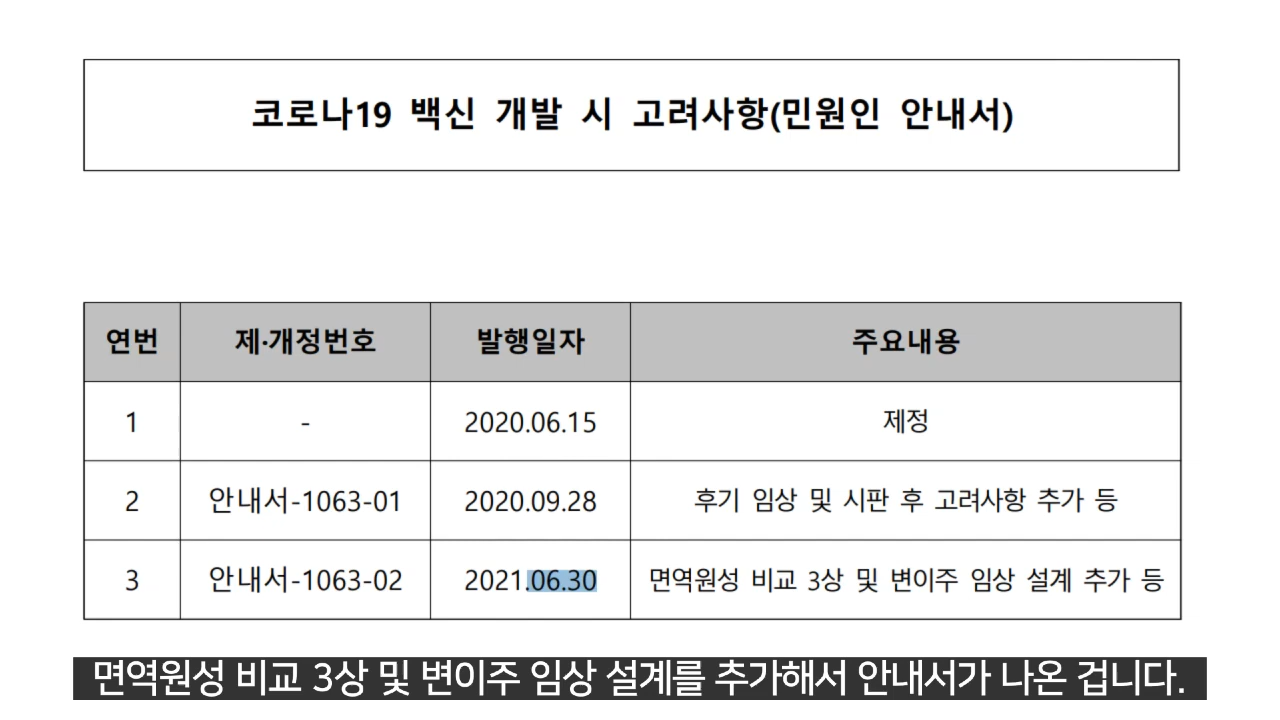 코로나19 백신 개발 시 고려사항(민원인 안내서)
연번 제·개정번호 발행일자 주요내용
1 - 2020.06.15 제정
2 안내서-1063-01 2020.09.28 후기 임상 및 시판 후 고려사항 추가 등
3 안내서-1063-02 2021.06.30 면역원성 비교 3상 및 변이주 임상 설계 추가 등
면역원성 비교 3상 및 변이주 임상 설계를 추가해서 안내서가 나온 겁니다.